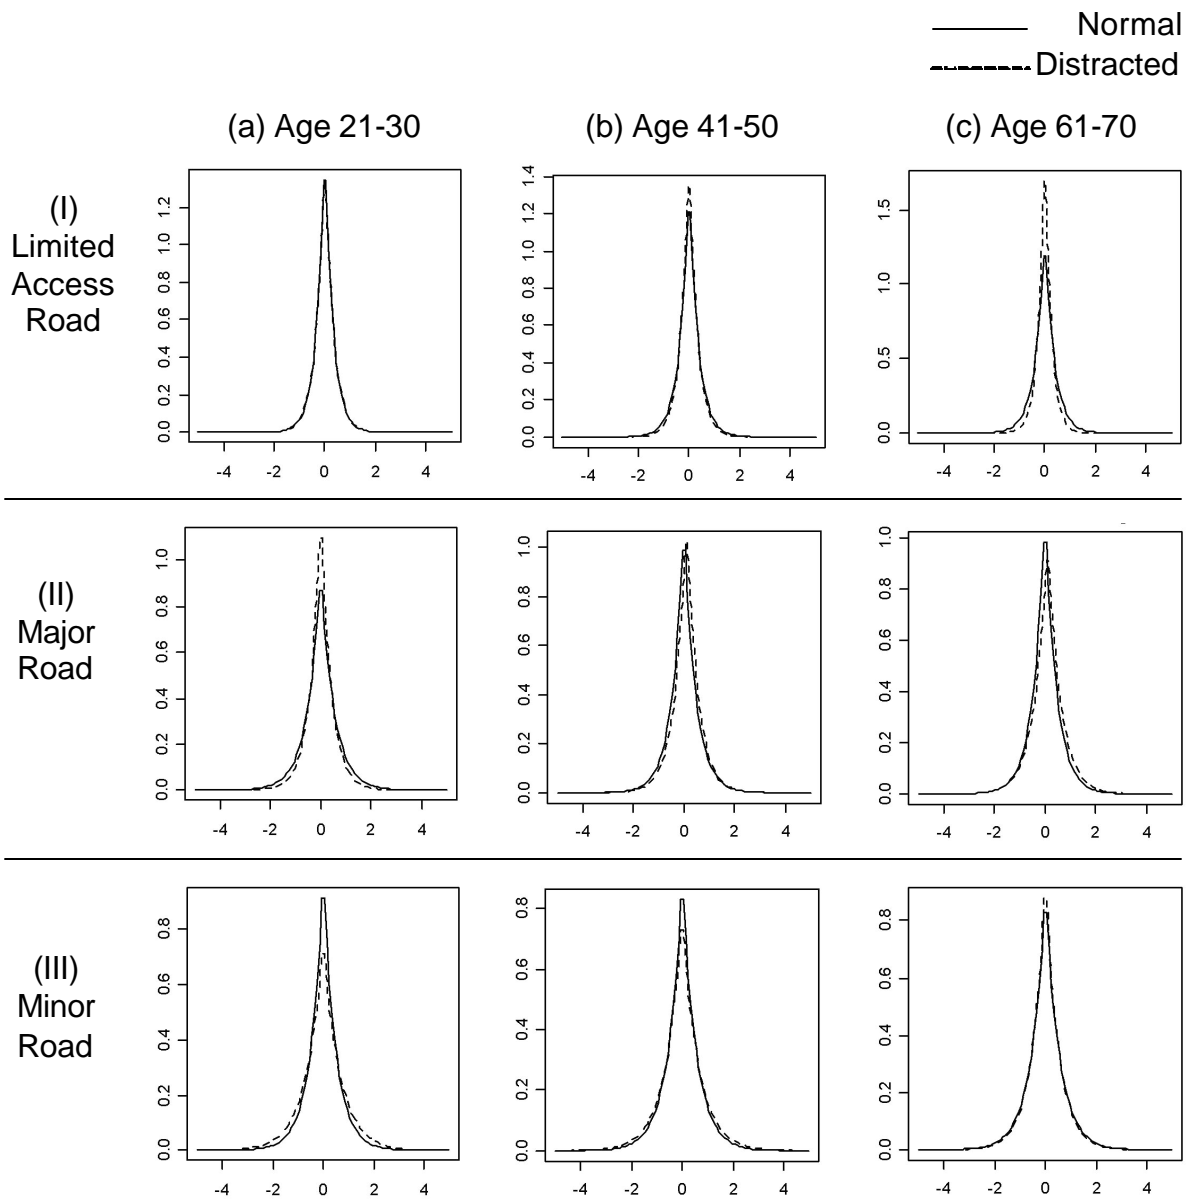 Normal
Distracted
(a) Age 21-30
(b) Age 41-50
(c) Age 61-70
(I)
Limited
Access
Road
0.0 0.2 0.4 0.6 0.8 1.0 1.2
-4 -2 0 2 4
0.0 0.2 0.4 0.6 0.8 1.0 1.2 1.4
-4 -2 0 2 4
0.0 0.5 1.0 1.5
-4 -2 0 2 4
(II)
Major
Road
0.0 0.2 0.4 0.6 0.8 1.0
-4 -2 0 2 4
0.0 0.2 0.4 0.6 0.8 1.0
-4 -2 0 2 4
0.0 0.2 0.4 0.6 0.8 1.0
-4 -2 0 2 4
(III)
Minor
Road
0.0 0.2 0.4 0.6 0.8
-4 -2 0 2 4
0.0 0.2 0.4 0.6 0.8
-4 -2 0 2 4
0.0 0.2 0.4 0.6 0.8
-4 -2 0 2 4